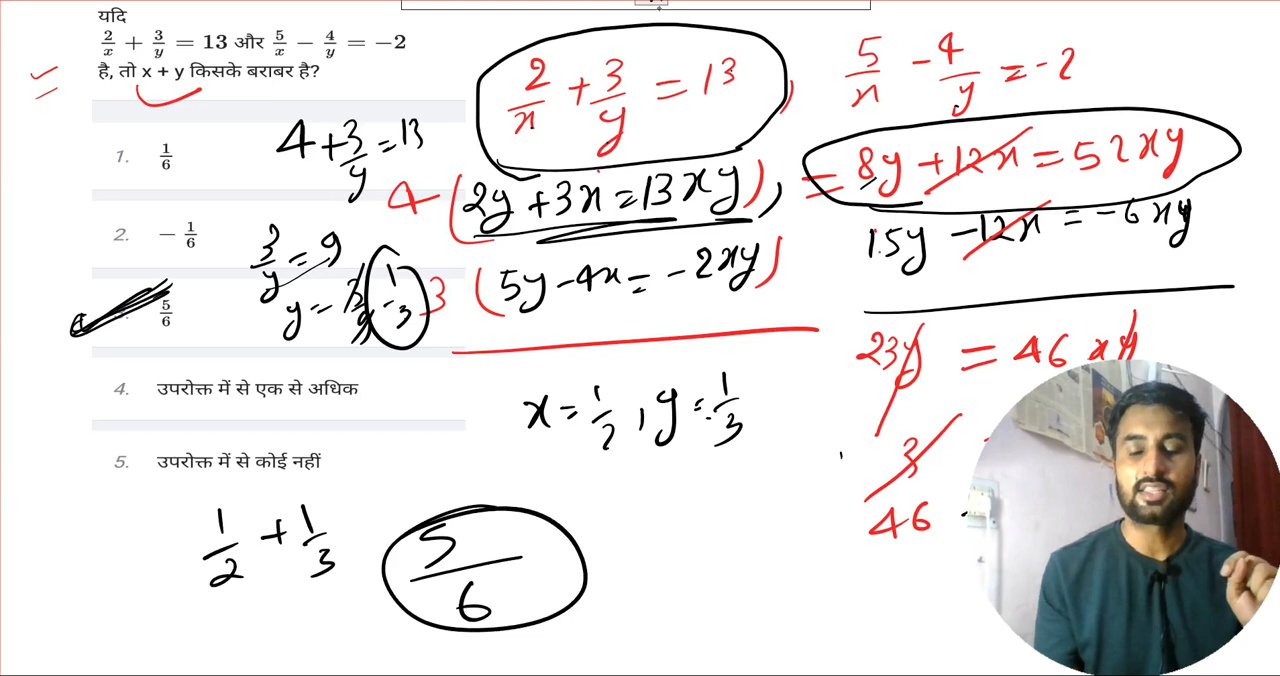 यदि
2/x + 3/y = 13 और 5/x − 4/y = −2
है, तो x + y किसके बराबर है?
1. 1/6
2. − 1/6
5/6
4. उपरोक्त में से एक से अधिक
5. उपरोक्त में से कोई नहीं
2/x + 3/y = 13, 5/x − 4/y = −2
4 + 3/y = 13
4 (2y + 3x = 13xy), = 8y + 12x = 52xy
3/y = 9
15y − 12x = −6xy
y = 1/3
3 (5y − 4x = −2xy)
23y = 46xy
x = 1/2, y = 1/3
46
1/2 + 1/3
5/6